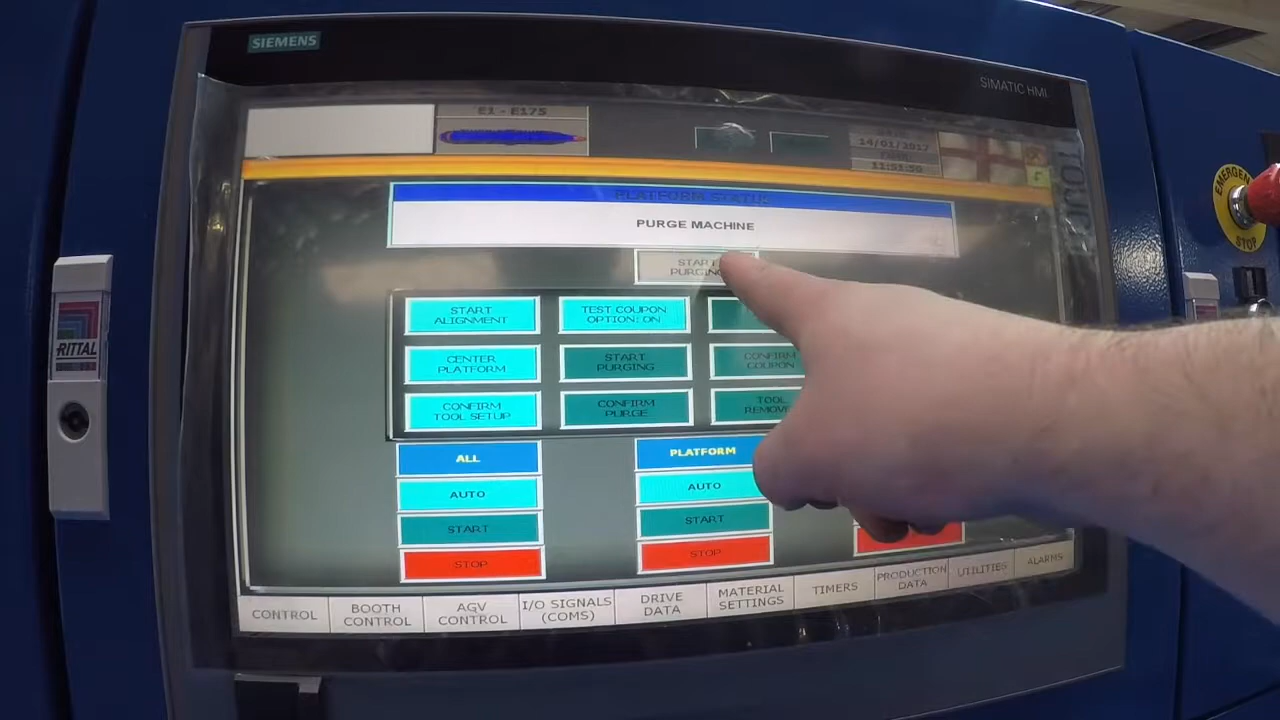 SIEMENS
SIMATIC HMI
TOUCH
E1 - E175
14/01/2017
11:51:50
PLATFORM STATUS
PURGE MACHINE
START
PURGING
START
ALIGNMENT
TEST COUPON
OPTION: ON
CENTER
PLATFORM
START
PURGING
CONFIRM
COUPON
CONFIRM
TOOL SETUP
CONFIRM
PURGE
TOOL
ALL
PLATFORM
AUTO
AUTO
START
START
STOP
STOP
CONTROL
BOOTH
CONTROL
AGV
CONTROL
I/O SIGNALS
(COMS)
DRIVE
DATA
MATERIAL
SETTINGS
TIMERS
PRODUCTION
DATA
UTILITIES
ALARMS
RITTAL
STOP